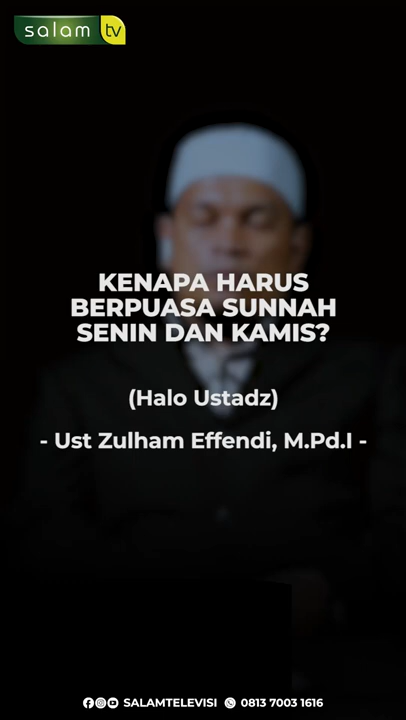 salam tv
KENAPA HARUS
BERPUASA SUNNAH
SENIN DAN KAMIS?
(Halo Ustadz)
- Ust Zulham Effendi, M.Pd.I -
SALAMTELEVISI 0813 7003 1616